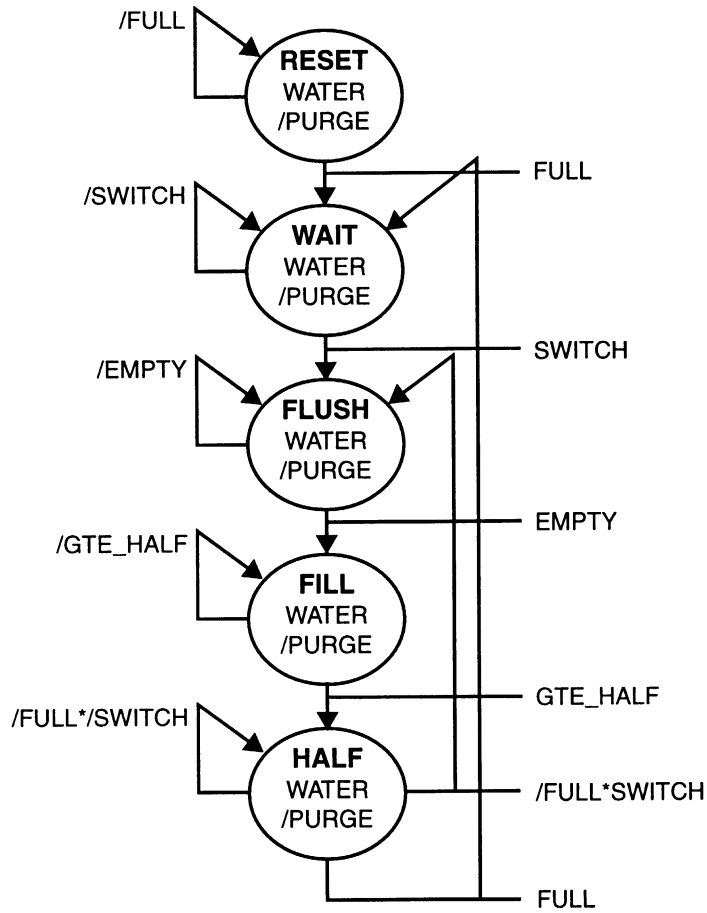 /FULL
RESET
WATER
/PURGE
FULL
/SWITCH
WAIT
WATER
/PURGE
SWITCH
/EMPTY
FLUSH
WATER
/PURGE
EMPTY
/GTE_HALF
FILL
WATER
/PURGE
GTE_HALF
/FULL*/SWITCH
HALF
WATER
/PURGE
/FULL*SWITCH
FULL